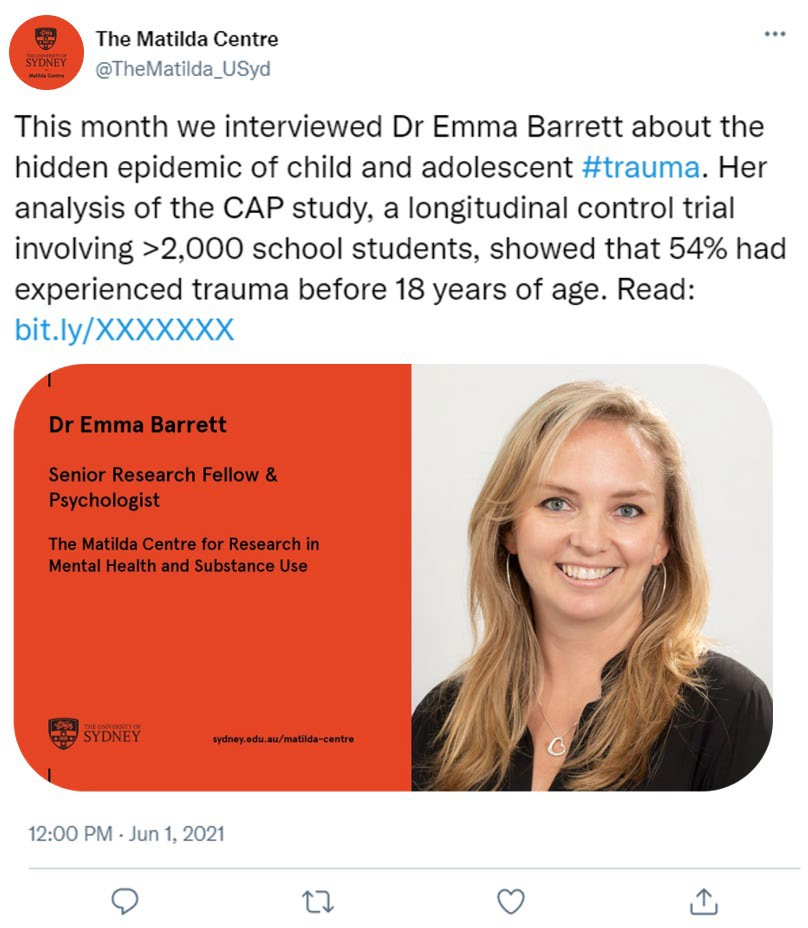 THE UNIVERSITY OF
SYDNEY
Matilda Centre
The Matilda Centre
@TheMatilda_USyd
This month we interviewed Dr Emma Barrett about the
hidden epidemic of child and adolescent #trauma. Her
analysis of the CAP study, a longitudinal control trial
involving >2,000 school students, showed that 54% had
experienced trauma before 18 years of age. Read:
bit.ly/XXXXXXX
Dr Emma Barrett
Senior Research Fellow &
Psychologist
The Matilda Centre for Research in
Mental Health and Substance Use
THE UNIVERSITY OF
SYDNEY
sydney.edu.au/matilda-centre
12:00 PM · Jun 1, 2021